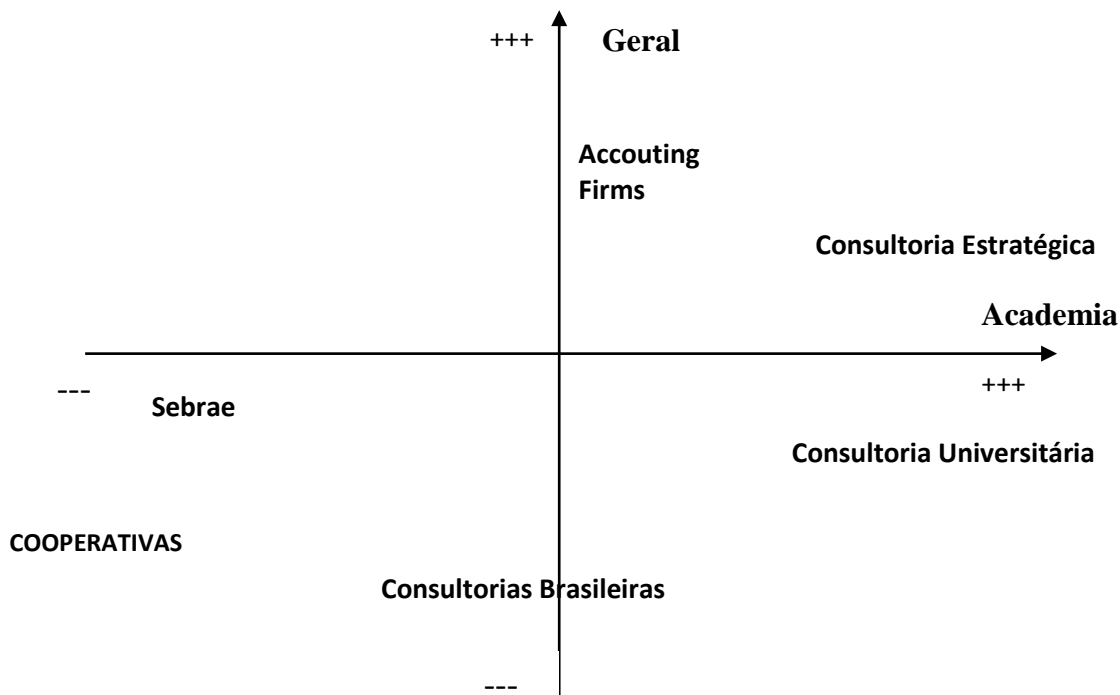 +++
Geral
Accouting
Firms
Consultoria Estratégica
Academia
---
+++
Sebrae
Consultoria Universitária
COOPERATIVAS
Consultorias Brasileiras
---